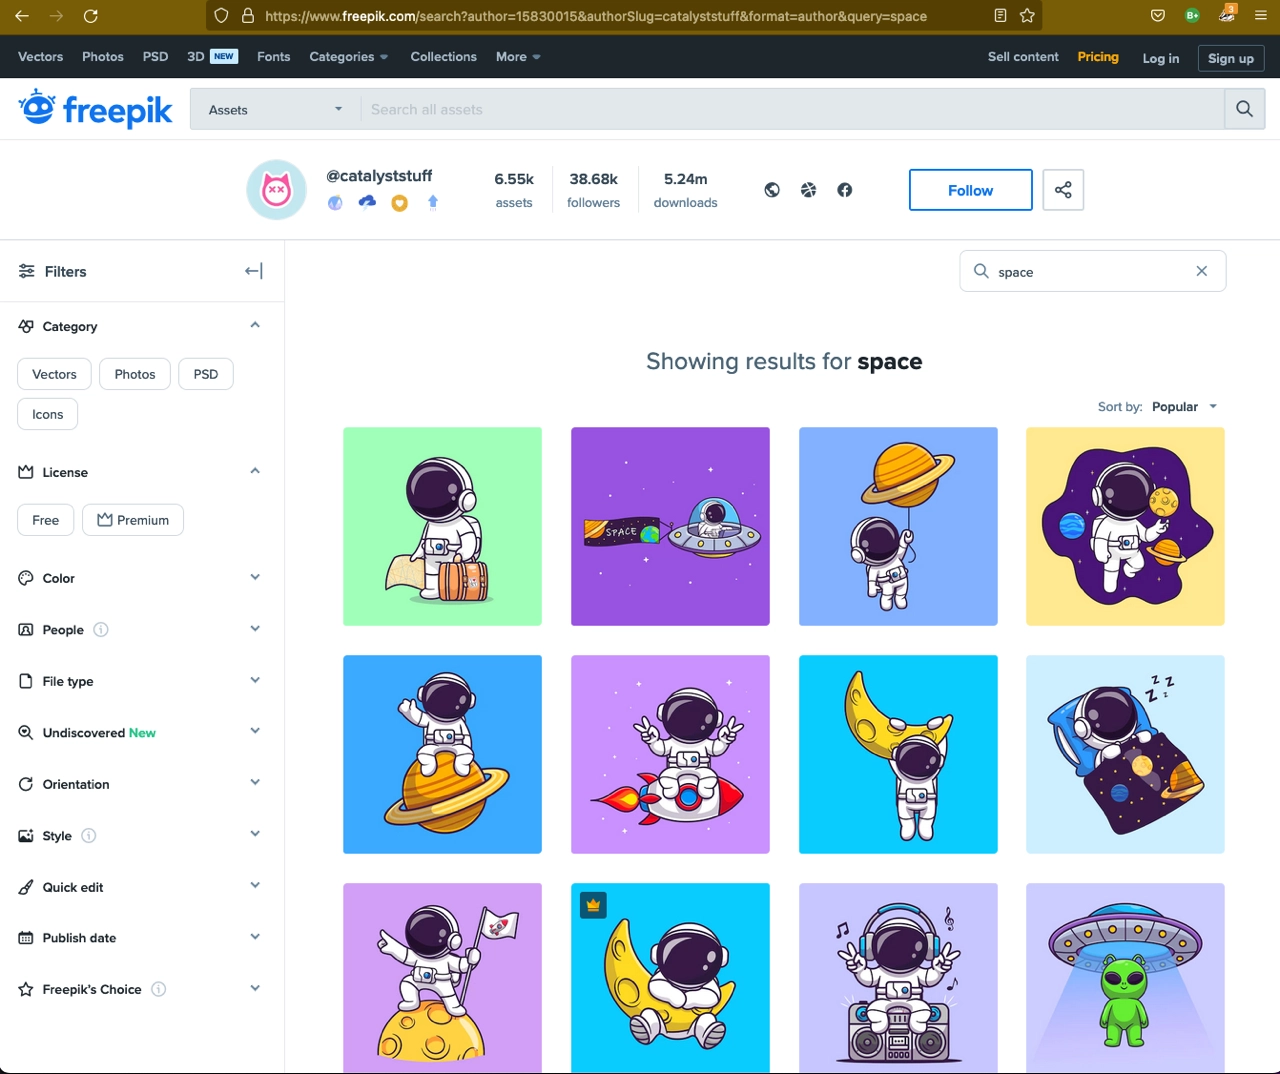 https://www.freepik.com/search?author=15830015&authorSlug=catalyststuff&format=author&query=space
B+
3
Vectors Photos PSD 3D NEW Fonts Categories Collections More Sell content Pricing Log in Sign up
freepik Assets Search all assets
@catalyststuff
6.55k assets
38.68k followers
5.24m downloads
Follow
Filters
space
Category
Vectors Photos PSD
Icons
License
Free Premium
Color
People
File type
Undiscovered New
Orientation
Style
Quick edit
Publish date
Freepik's Choice
Showing results for space
Sort by: Popular
SPACE
z Z
Z z